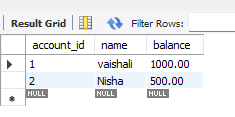 Result Grid Filter Rows:
account_id name balance
1 vaishali 1000.00
2 Nisha 500.00
NULL NULL NULL